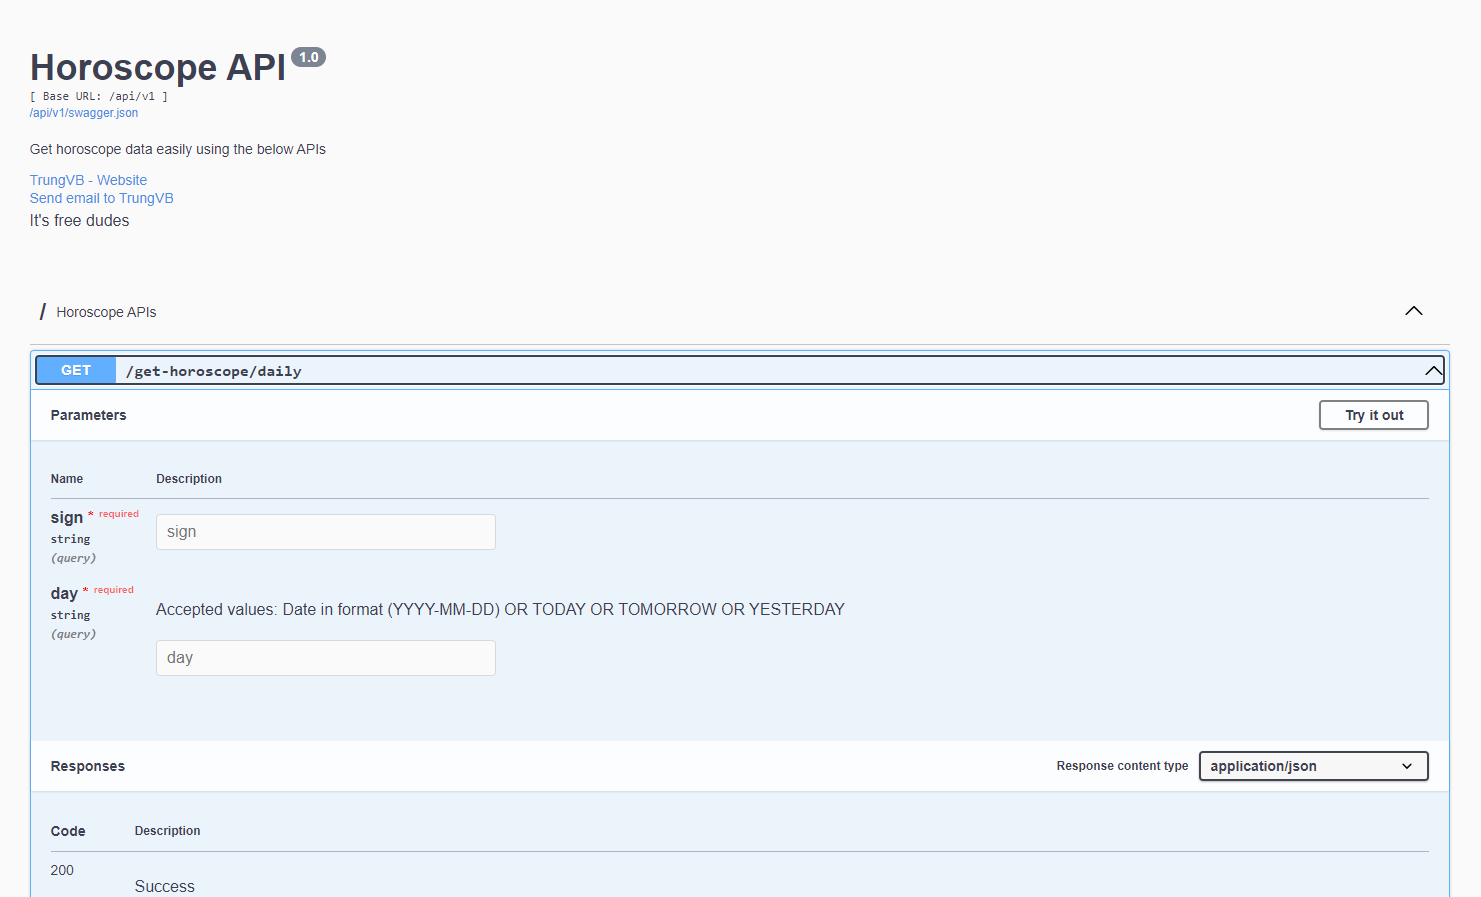 Horoscope API 1.0
[ Base URL: /api/v1 ]
/api/v1/swagger.json
Get horoscope data easily using the below APIs
TrungVB - Website
Send email to TrungVB
It's free dudes
/ Horoscope APIs
GET /get-horoscope/daily
Parameters Try it out
Name Description
sign * required
string
(query)
sign
day * required
string
(query)
Accepted values: Date in format (YYYY-MM-DD) OR TODAY OR TOMORROW OR YESTERDAY
day
Responses Response content type application/json
Code Description
200
Success